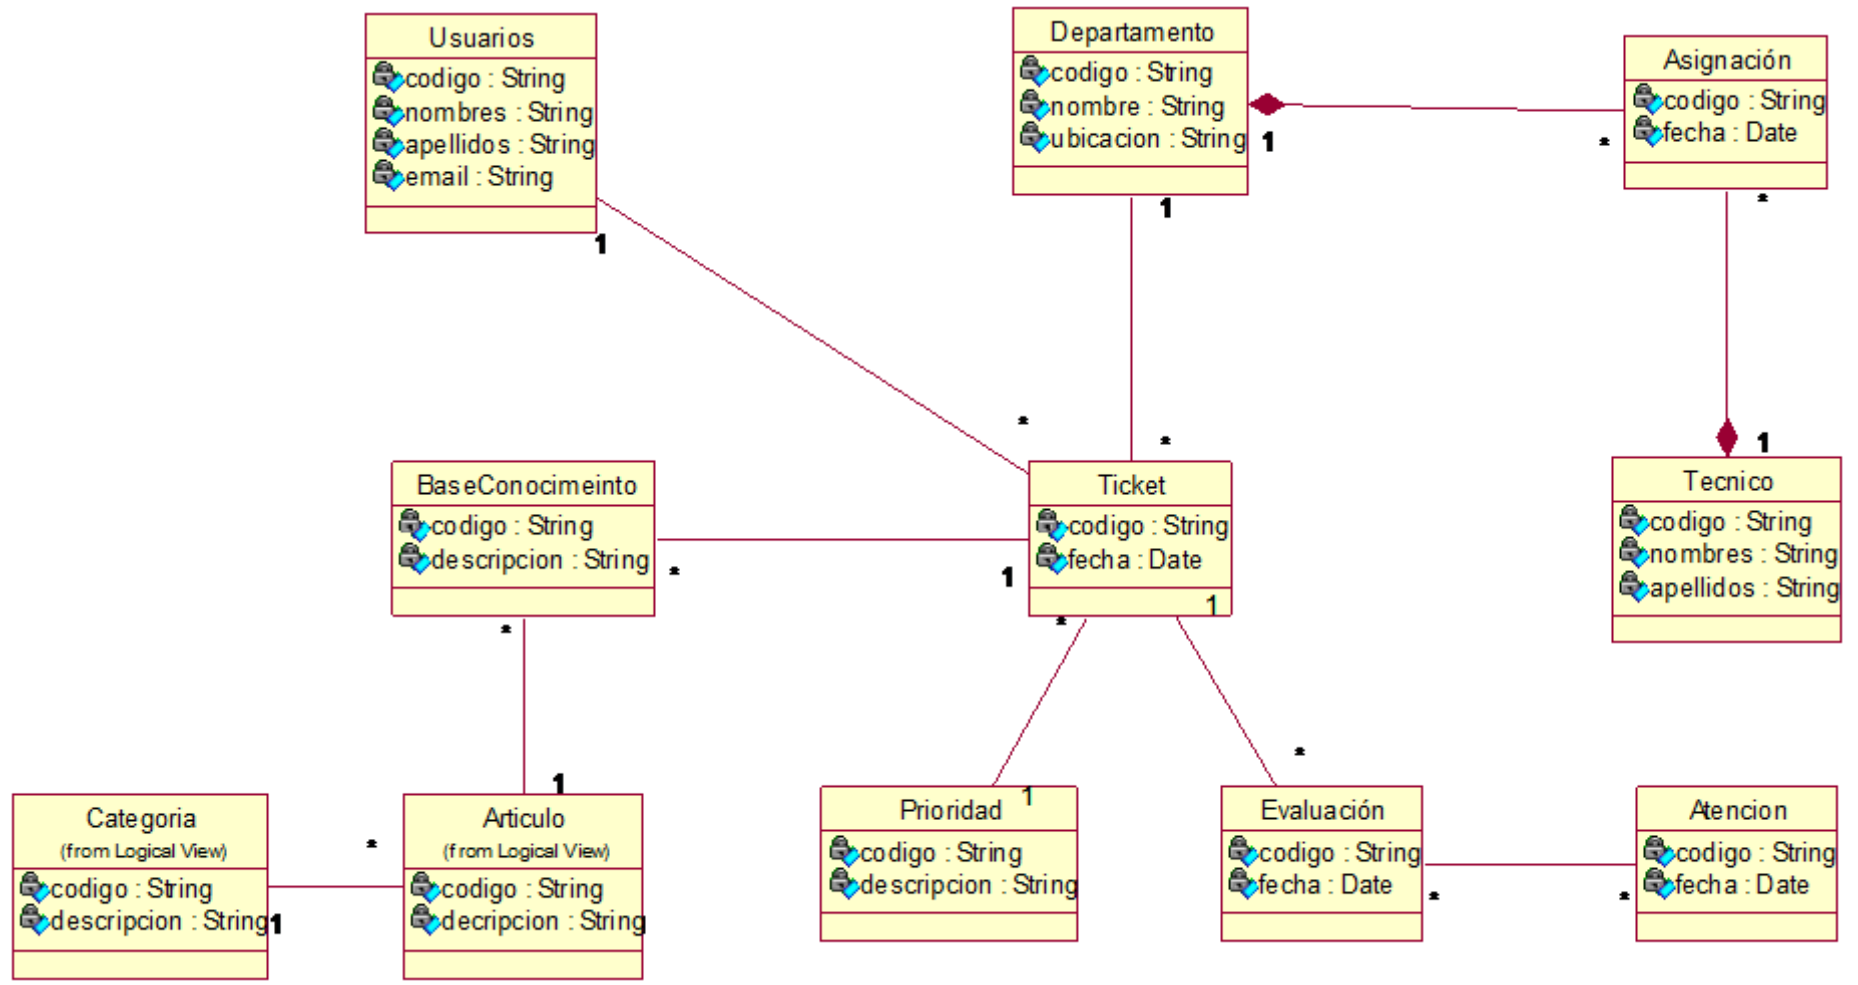 Usuarios
codigo : String
nombres : String
apellidos : String
email : String
1
Departamento
codigo : String
nombre : String
ubicacion : String
1
*
1
Asignación
codigo : String
fecha : Date
*
*
*
1
BaseConocimeinto
codigo : String
descripcion : String
*
*
1
Ticket
codigo : String
fecha : Date
1
*
Tecnico
codigo : String
nombres : String
apellidos : String
1
*
Categoria
(from Logical View)
codigo : String
descripcion : String
1
*
Articulo
(from Logical View)
codigo : String
decripcion : String
Prioridad
1
codigo : String
descripcion : String
Evaluación
codigo : String
fecha : Date
*
*
Atencion
codigo : String
fecha : Date